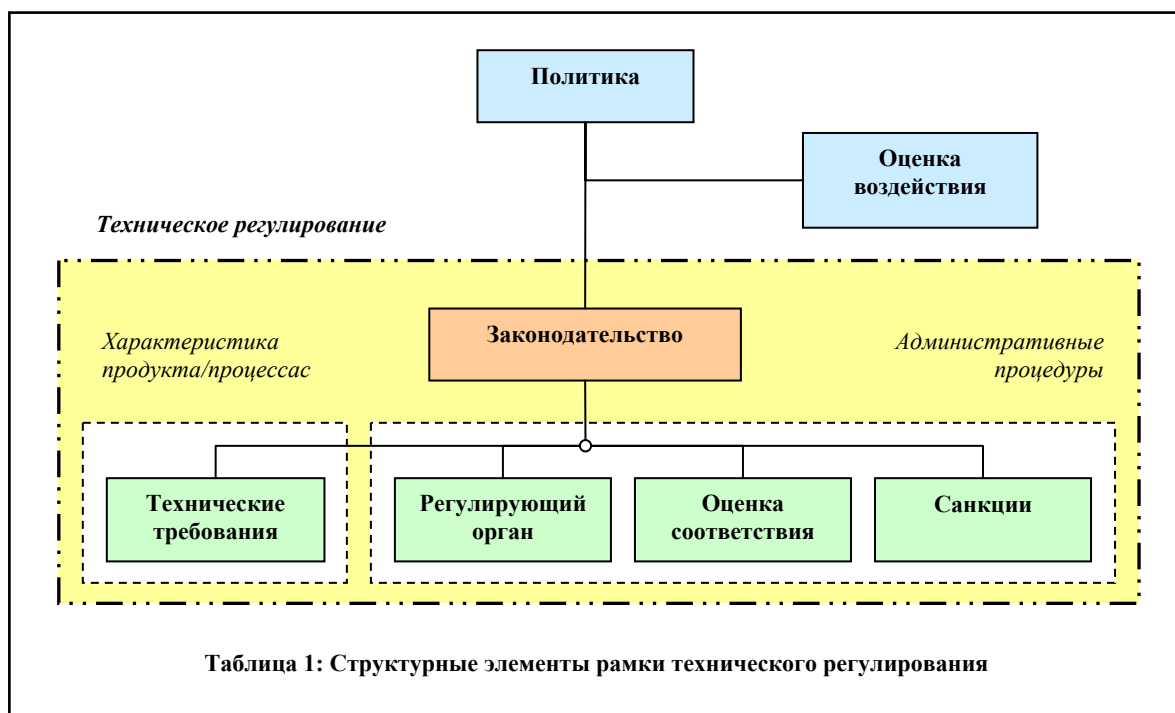 Политика
Оценка
воздействия
Техническое регулирование
Законодательство
Характеристика
продукта/процессас
Административные
процедуры
Технические
требования
Регулирующий
орган
Оценка
соответствия
Санкции
Таблица 1: Структурные элементы рамки технического регулирования